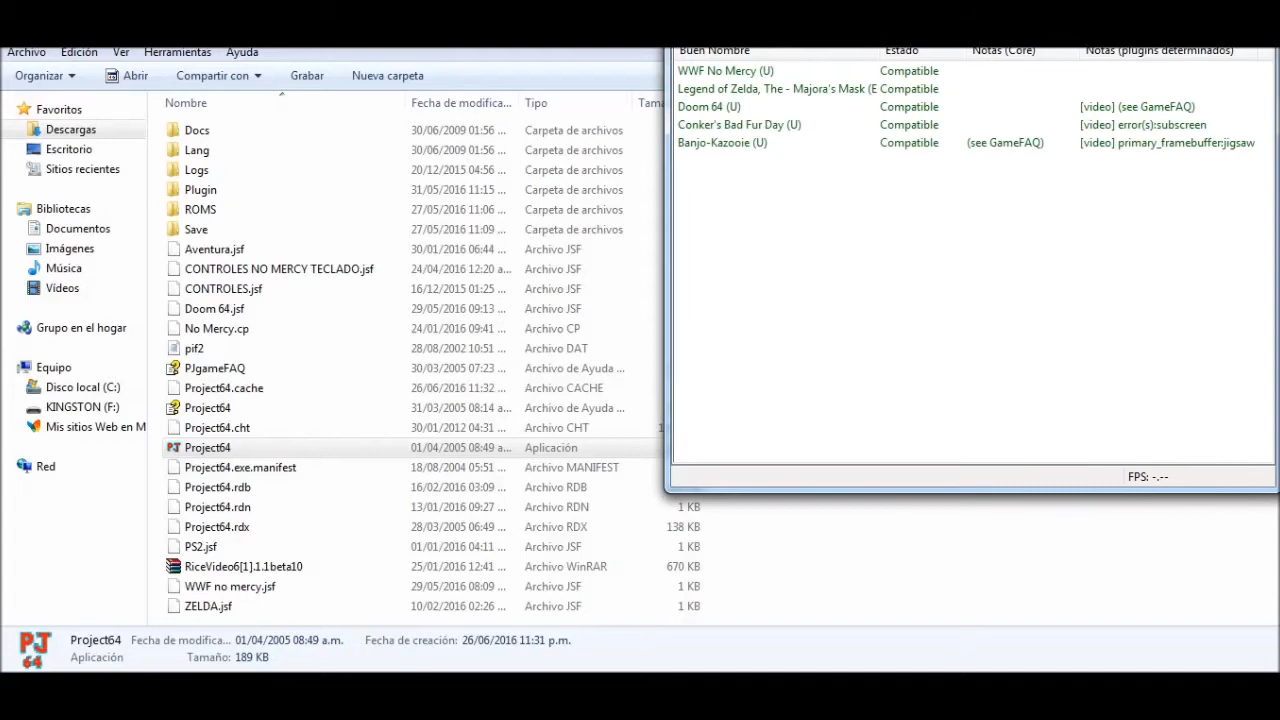 Archivo Edición Ver Herramientas Ayuda
Organizar Abrir Compartir con Grabar Nueva carpeta
Favoritos
Descargas
Escritorio
Sitios recientes
Bibliotecas
Documentos
Imágenes
Música
Vídeos
Grupo en el hogar
Equipo
Disco local (C:)
KINGSTON (F:)
Mis sitios Web en M
Red
Nombre Fecha de modifica... Tipo Tama
Docs 30/06/2009 01:56 ... Carpeta de archivos
Lang 30/06/2009 01:56 ... Carpeta de archivos
Logs 20/12/2015 04:56 ... Carpeta de archivos
Plugin 31/05/2016 11:15 ... Carpeta de archivos
ROMS 27/05/2016 11:06 ... Carpeta de archivos
Save 27/05/2016 11:09 ... Carpeta de archivos
Aventura.jsf 30/01/2016 06:44 ... Archivo JSF
CONTROLES NO MERCY TECLADO.jsf 24/04/2016 12:20 a... Archivo JSF
CONTROLES.jsf 16/12/2015 01:25 ... Archivo JSF
Doom 64.jsf 29/05/2016 09:13 ... Archivo JSF
No Mercy.cp 24/01/2016 09:41 ... Archivo CP
pif2 28/08/2002 10:51 ... Archivo DAT
PJgameFAQ 30/03/2005 07:23 ... Archivo de Ayuda ...
Project64.cache 26/06/2016 11:32 ... Archivo CACHE
Project64 31/03/2005 08:14 a... Archivo de Ayuda ...
Project64.cht 30/01/2012 04:31 ... Archivo CHT 1
Project64 01/04/2005 08:49 a... Aplicación
Project64.exe.manifest 18/08/2004 05:51 ... Archivo MANIFEST
Project64.rdb 16/02/2016 03:09 ... Archivo RDB
Project64.rdn 13/01/2016 09:27 ... Archivo RDN 1 KB
Project64.rdx 28/03/2005 06:49 ... Archivo RDX 138 KB
PS2.jsf 01/01/2016 04:11 ... Archivo JSF 1 KB
RiceVideo6[1].1.1beta10 25/01/2016 12:41 ... Archivo WinRAR 670 KB
WWF no mercy.jsf 29/05/2016 08:09 ... Archivo JSF 1 KB
ZELDA.jsf 10/02/2016 02:26 ... Archivo JSF 1 KB
Buen Nombre Estado Notas (Core) Notas (plugins determinados)
WWF No Mercy (U) Compatible
Legend of Zelda, The - Majora's Mask (E Compatible
Doom 64 (U) Compatible [video] (see GameFAQ)
Conker's Bad Fur Day (U) Compatible [video] error(s):subscreen
Banjo-Kazooie (U) Compatible (see GameFAQ) [video] primary_framebuffer:jigsaw
FPS: -.--
PJ
64
Project64 Fecha de modifica... 01/04/2005 08:49 a.m. Fecha de creación: 26/06/2016 11:31 p.m.
Aplicación Tamaño: 189 KB